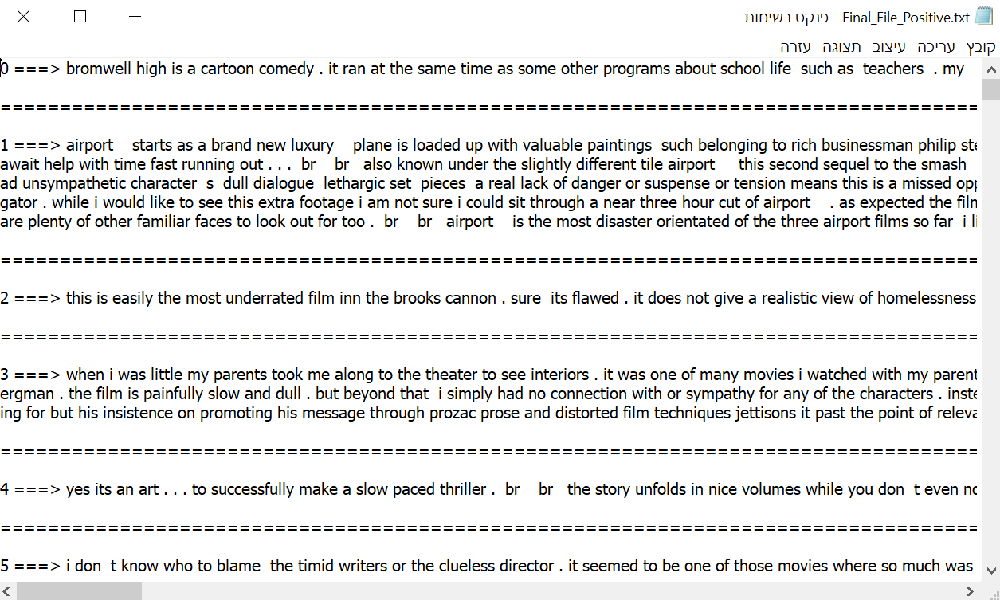 Final_File_Positive.txt - פנקס רשימות
קובץ עריכה עיצוב תצוגה עזרה
0 ===> bromwell high is a cartoon comedy . it ran at the same time as some other programs about school life  such as  teachers  . my
==================================================================================
1 ===> airport    starts as a brand new luxury    plane is loaded up with valuable paintings  such belonging to rich businessman philip ste
await help with time fast running out . . .  br    br   also known under the slightly different tile airport     this second sequel to the smash
ad unsympathetic character  s  dull dialogue  lethargic set  pieces  a real lack of danger or suspense or tension means this is a missed opp
gator . while i would like to see this extra footage i am not sure i could sit through a near three hour cut of airport    . as expected the film
are plenty of other familiar faces to look out for too .  br    br   airport    is the most disaster orientated of the three airport films so far  i li
==================================================================================
2 ===> this is easily the most underrated film inn the brooks cannon . sure  its flawed . it does not give a realistic view of homelessness
==================================================================================
3 ===> when i was little my parents took me along to the theater to see interiors . it was one of many movies i watched with my parent
ergman . the film is painfully slow and dull . but beyond that  i simply had no connection with or sympathy for any of the characters . inste
ing for but his insistence on promoting his message through prozac prose and distorted film techniques jettisons it past the point of releva
==================================================================================
4 ===> yes its an art . . . to successfully make a slow paced thriller .  br    br   the story unfolds in nice volumes while you don  t even no
==================================================================================
5 ===> i don  t know who to blame  the timid writers or the clueless director . it seemed to be one of those movies where so much was